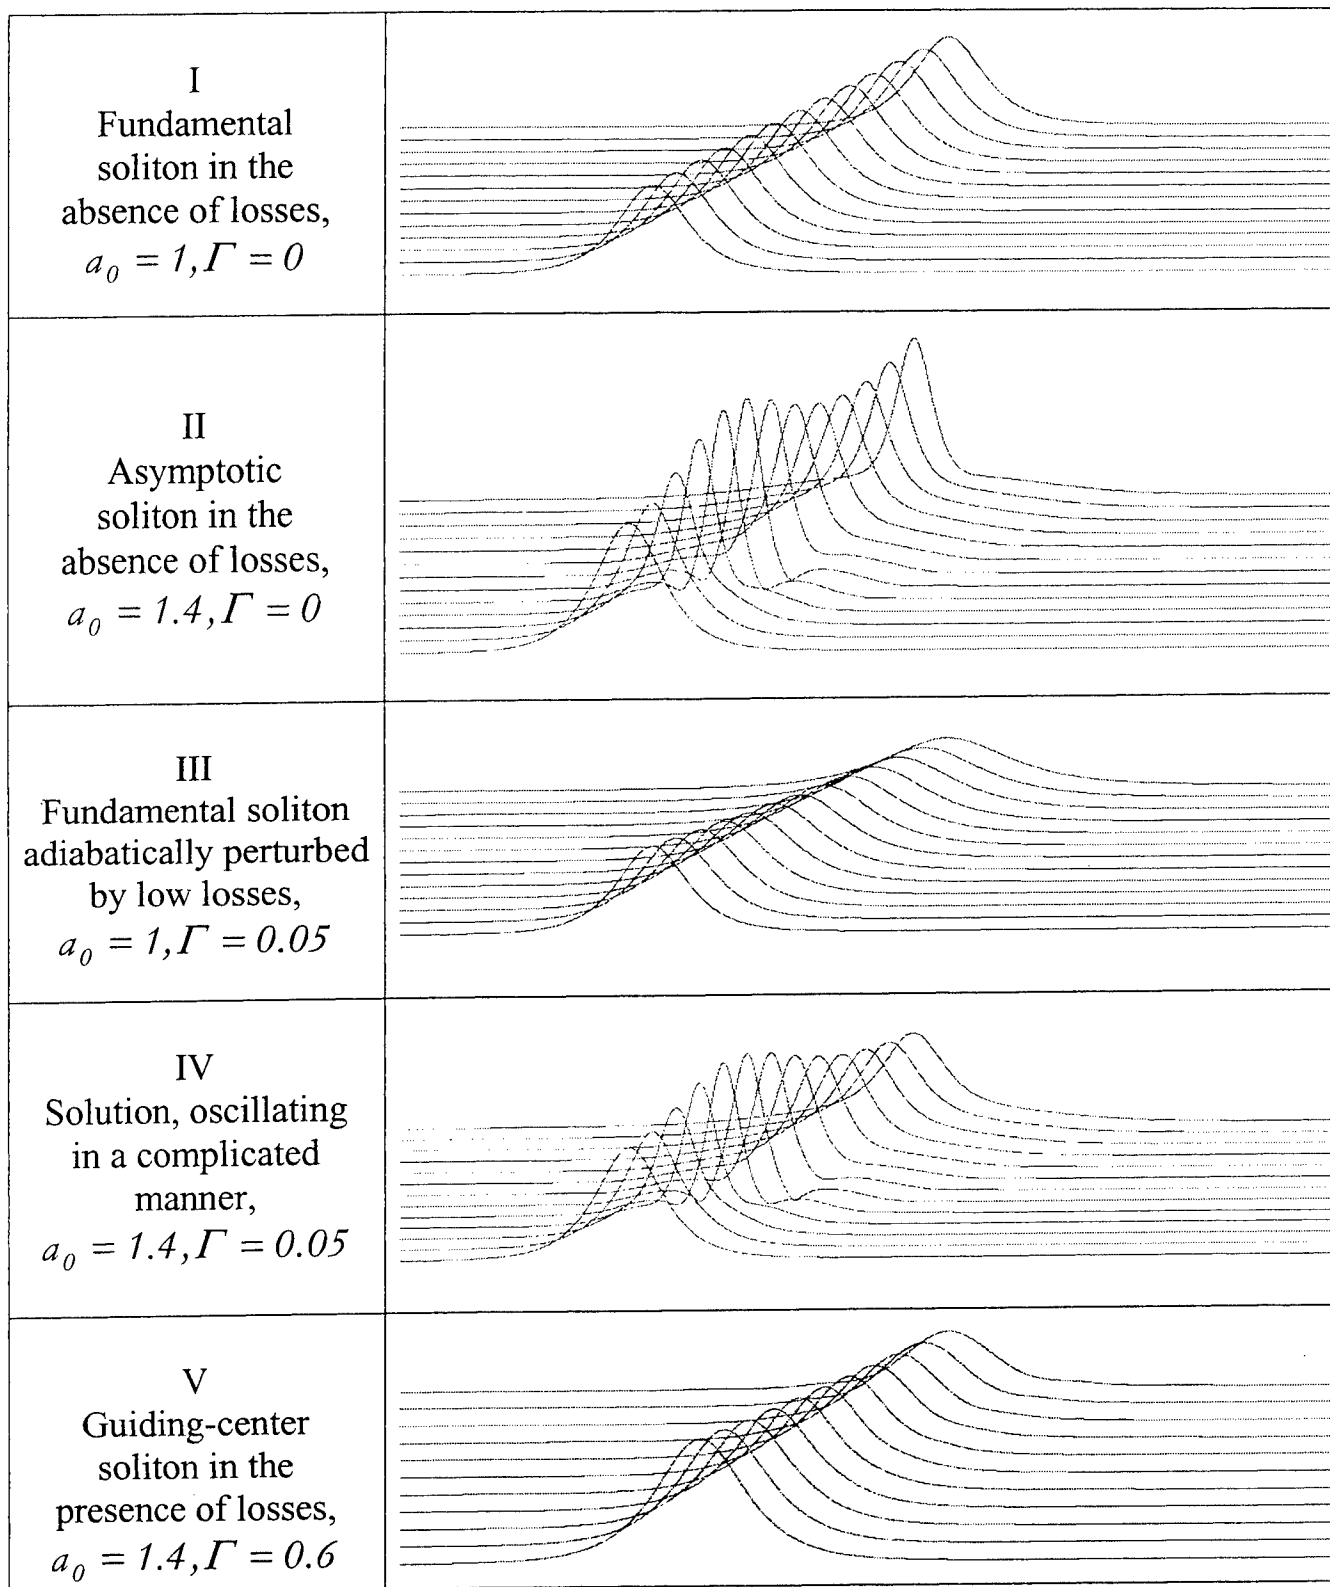 I
Fundamental
soliton in the
absence of losses,
a₀ = 1, Γ = 0
II
Asymptotic
soliton in the
absence of losses,
a₀ = 1.4, Γ = 0
III
Fundamental soliton
adiabatically perturbed
by low losses,
a₀ = 1, Γ = 0.05
IV
Solution, oscillating
in a complicated
manner,
a₀ = 1.4, Γ = 0.05
V
Guiding-center
soliton in the
presence of losses,
a₀ = 1.4, Γ = 0.6